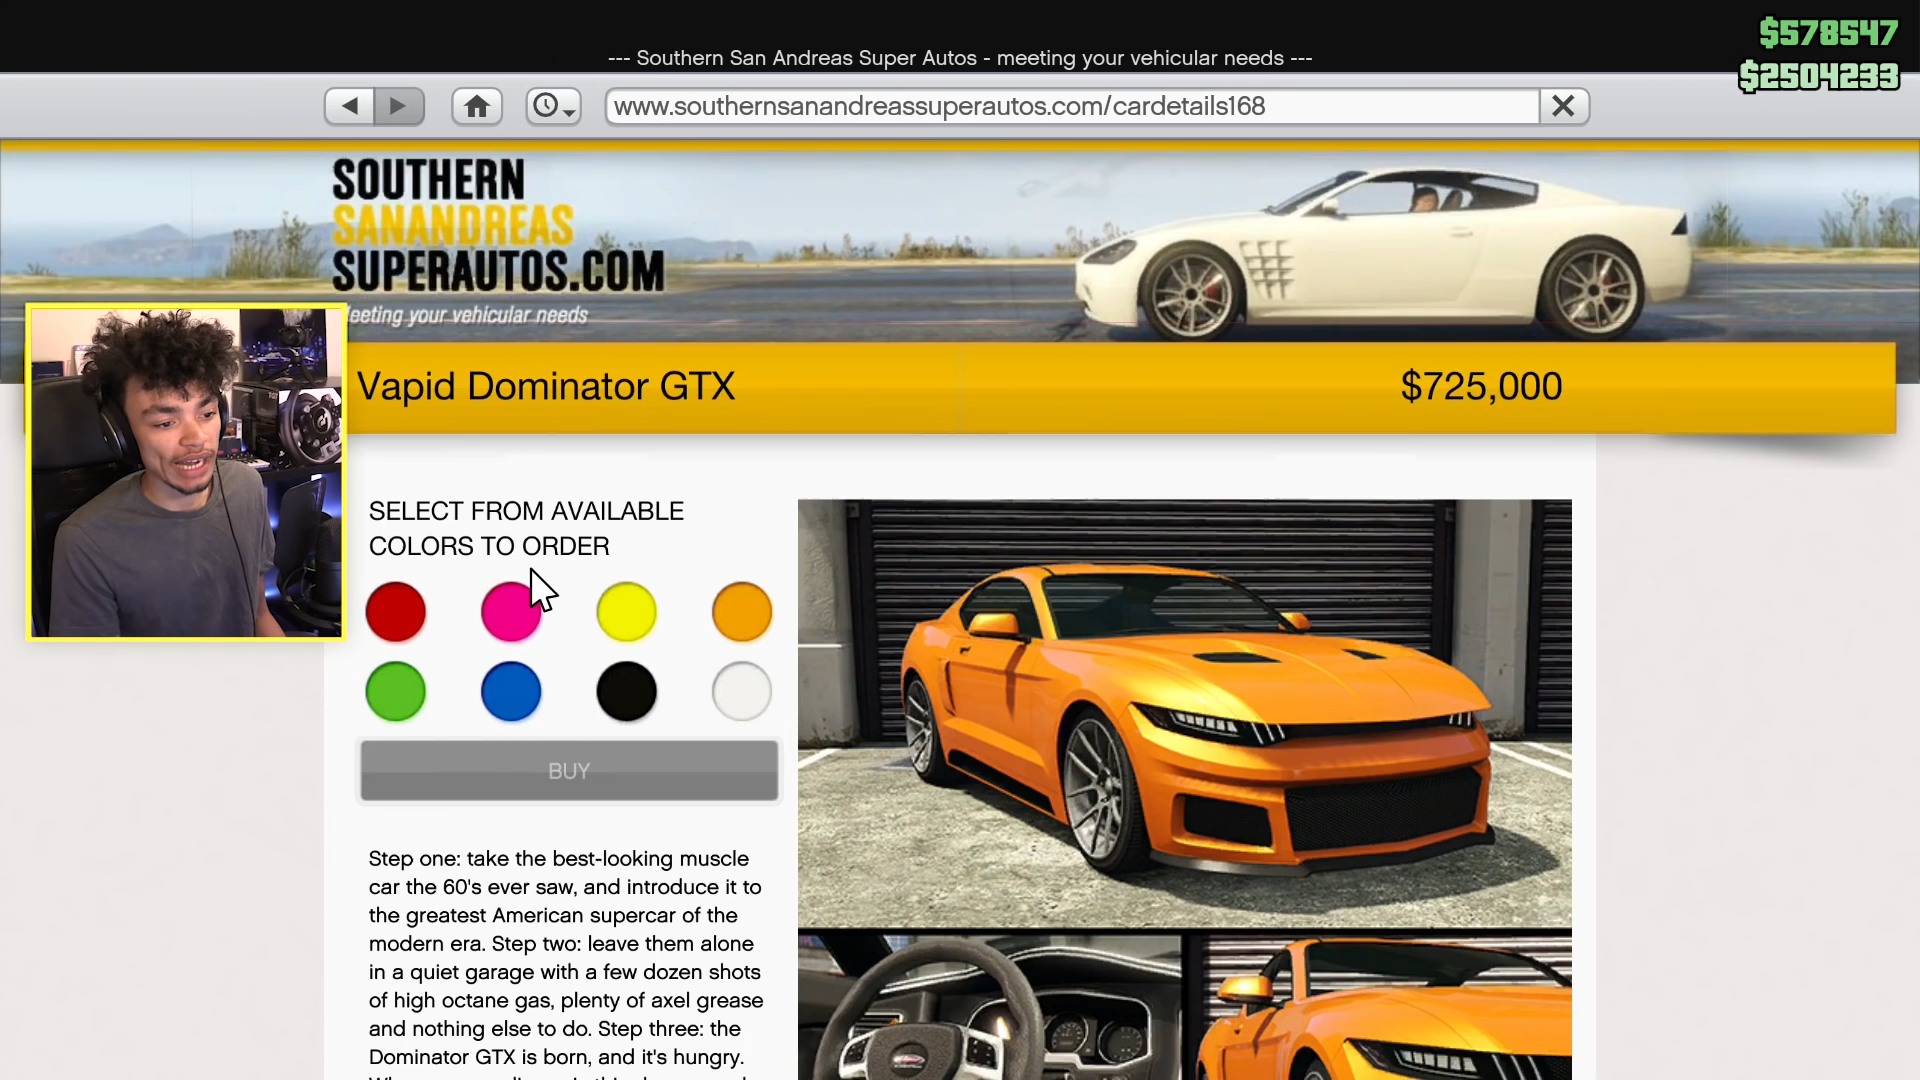 $578547
--- Southern San Andreas Super Autos - meeting your vehicular needs ---
$2504233
www.southernsanandreassuperautos.com/cardetails168
SOUTHERN
SANANDREAS
SUPERAUTOS.COM
eeting your vehicular needs
Vapid Dominator GTX
$725,000
SELECT FROM AVAILABLE
COLORS TO ORDER
BUY
Step one: take the best-looking muscle
car the 60's ever saw, and introduce it to
the greatest American supercar of the
modern era. Step two: leave them alone
in a quiet garage with a few dozen shots
of high octane gas, plenty of axel grease
and nothing else to do. Step three: the
Dominator GTX is born, and it's hungry.